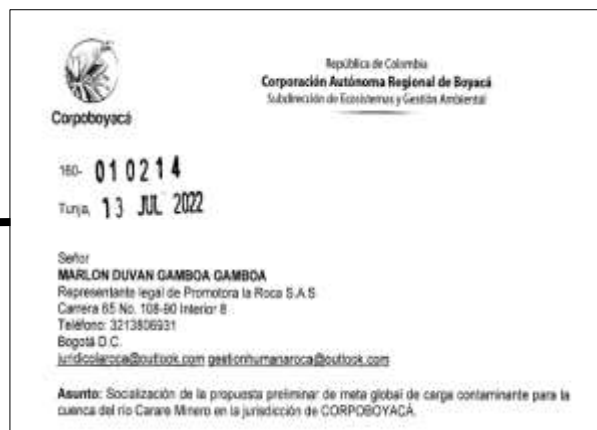 República de Colombia
Corporación Autónoma Regional de Boyacá
Subdirección de Ecosistemas y Gestión Ambiental
Corpoboyacá
160- 010214
Tunja, 13 JUL 2022
Señor
MARLON DUVAN GAMBOA GAMBOA
Representante legal de Promotora la Roca S.A.S
Carrera 65 No. 108-90 Interior 8
Teléfono: 3213806931
Bogotá D.C.
juridicolaroca@outlook.com gestionhumanaroca@outlook.com
Asunto: Socialización de la propuesta preliminar de meta global de carga contaminante para la
cuenca del río Carare Minero en la jurisdicción de CORPOBOYACÁ.